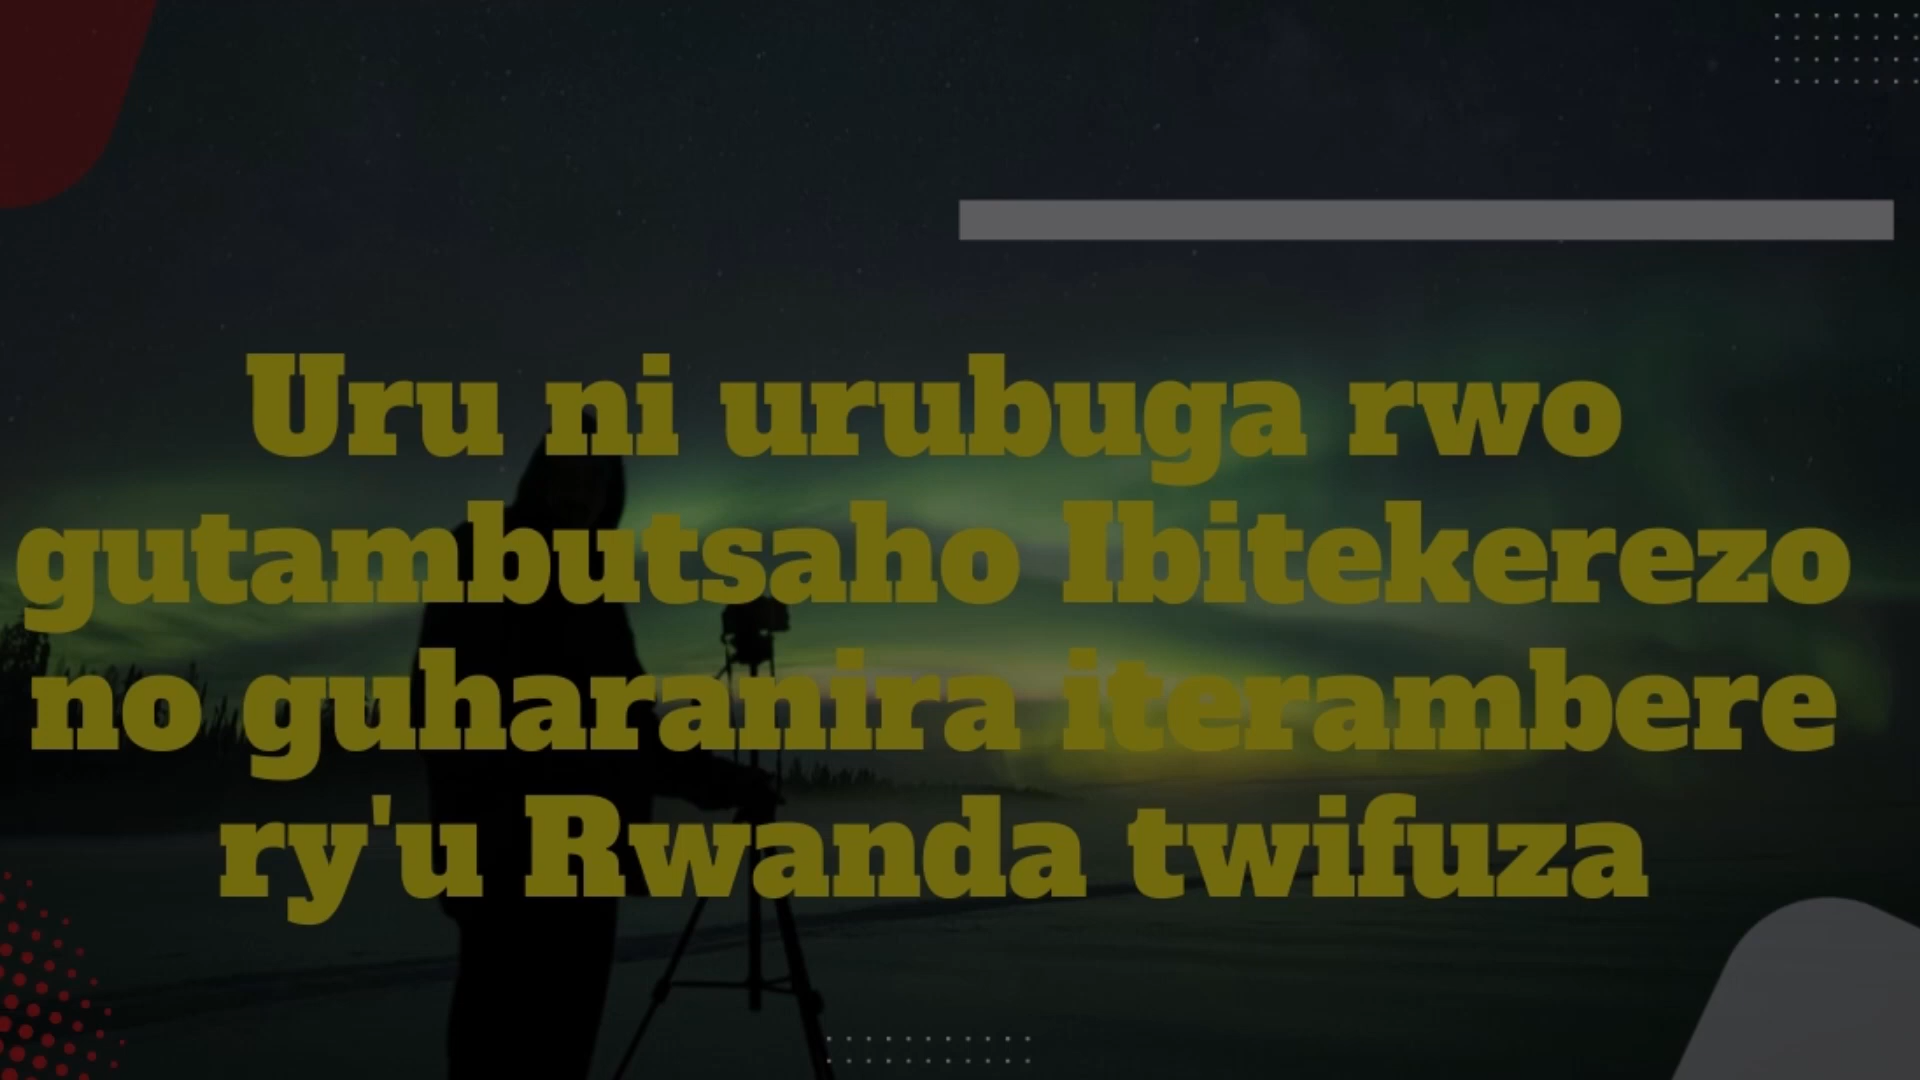 Uru ni urubuga rwo
gutambutsaho Ibitekerezo
no guharanira iterambere
ry'u Rwanda twifuza